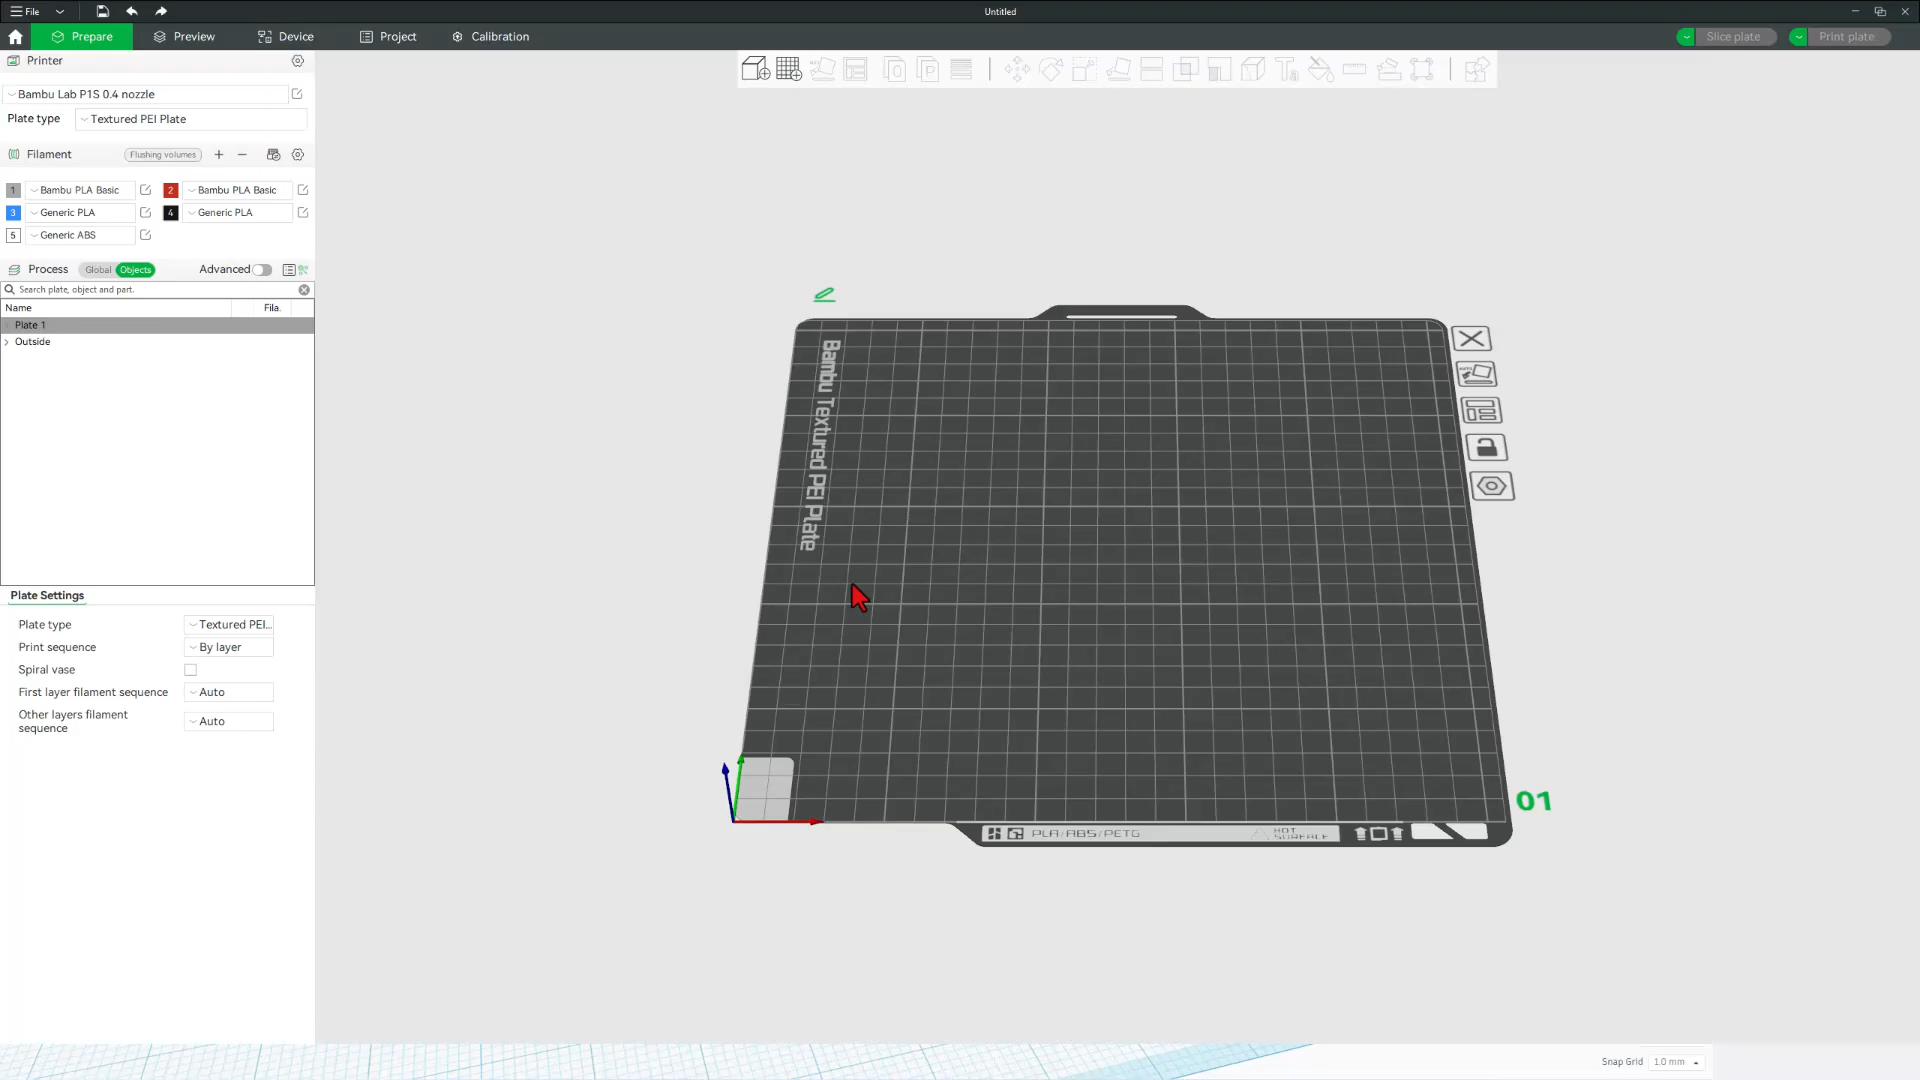 File
Untitled
Prepare
Preview
Device
Project
Calibration
Slice plate
Print plate
Printer
Bambu Lab P1S 0.4 nozzle
Plate type
Textured PEI Plate
Filament
Flushing volumes
1 Bambu PLA Basic
2 Bambu PLA Basic
3 Generic PLA
4 Generic PLA
5 Generic ABS
Process
Global
Objects
Advanced
Search plate, object and part.
Name
Fila.
Plate 1
Outside
Plate Settings
Plate type
Textured PEI...
Print sequence
By layer
Spiral vase
First layer filament sequence
Auto
Other layers filament
sequence
Auto
Bambu Textured PEI Plate
01
PLA/ABS/PETG
HOT
SURFACE
Snap Grid
1.0 mm